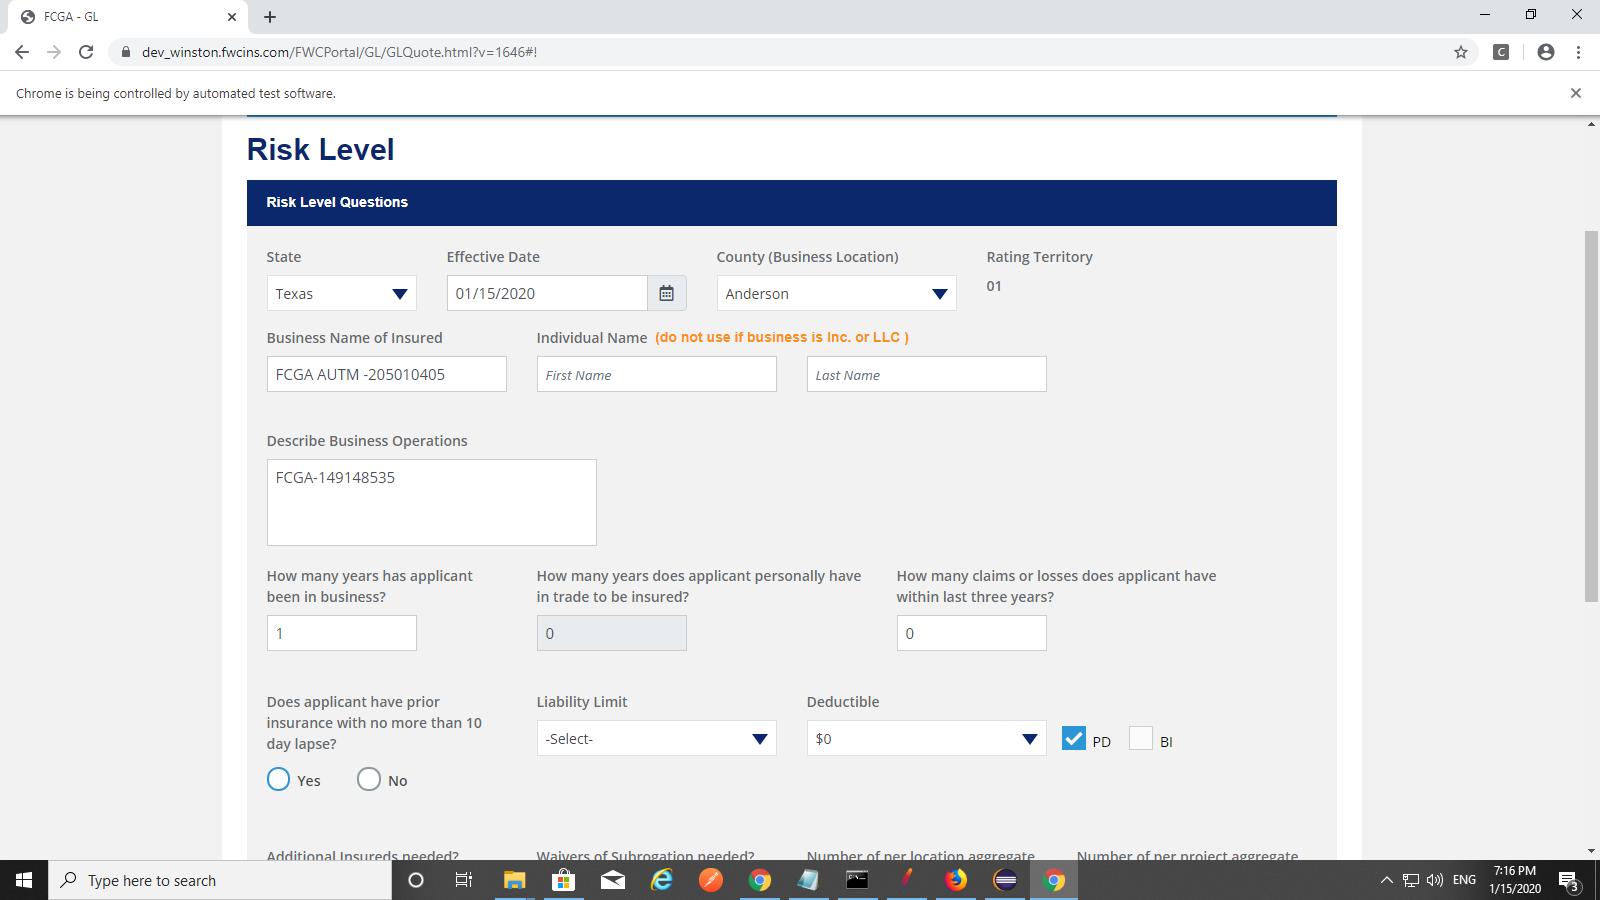 FCGA - GL
dev_winston.fwcins.com/FWCPortal/GL/GLQuote.html?v=1646#!
C
Chrome is being controlled by automated test software.
Risk Level
Risk Level Questions
State
Effective Date
County (Business Location)
Rating Territory
Texas
01/15/2020
Anderson
01
Business Name of Insured
Individual Name (do not use if business is Inc. or LLC )
FCGA AUTM -205010405
First Name
Last Name
Describe Business Operations
FCGA-149148535
How many years has applicant
been in business?
How many years does applicant personally have
in trade to be insured?
How many claims or losses does applicant have
within last three years?
1
0
0
Does applicant have prior
insurance with no more than 10
day lapse?
Liability Limit
Deductible
-Select-
$0
PD
BI
Yes
No
Additional Insureds needed?
Waivers of Subrogation needed?
Number of per location aggregate
Number of per project aggregate
Type here to search
ENG
7:16 PM
1/15/2020
3